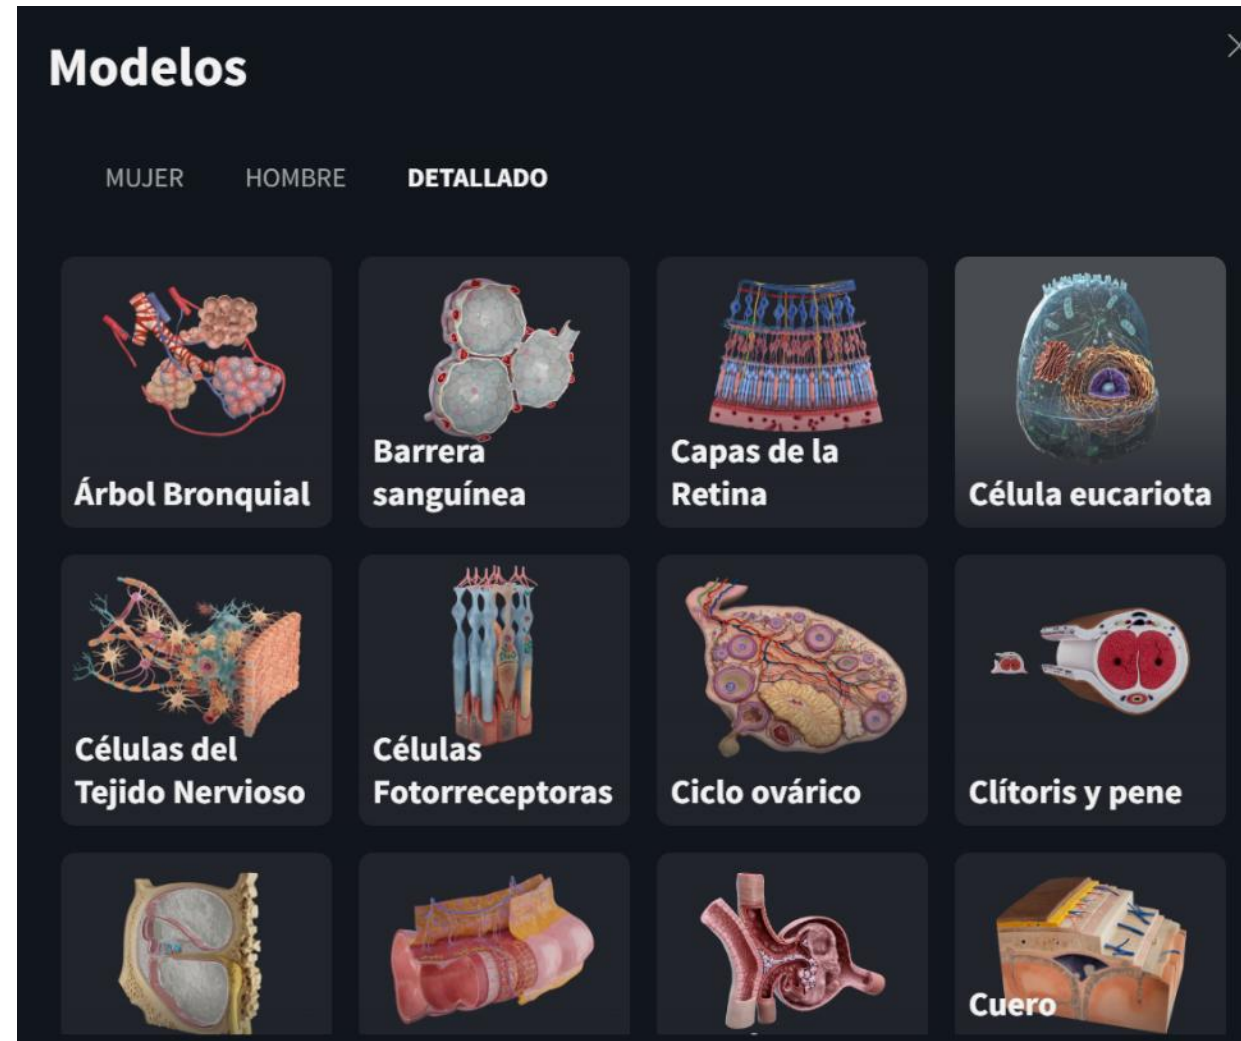 Modelos
MUJER HOMBRE DETALLADO
Árbol Bronquial
Barrera
sanguínea
Capas de la
Retina
Célula eucariota
Células del
Tejido Nervioso
Células
Fotorreceptoras
Ciclo ovárico
Clítoris y pene
Cuero